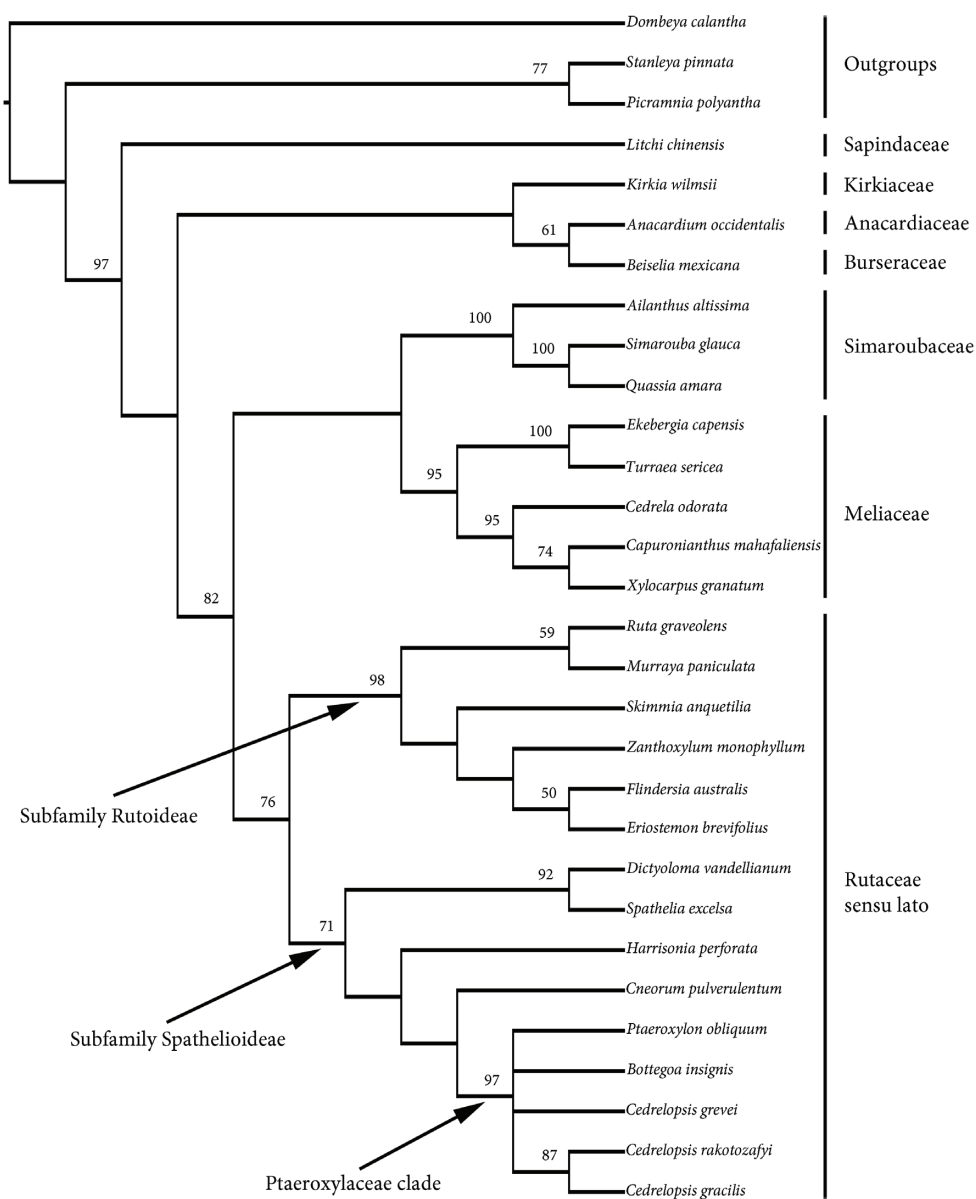 Dombeya calantha
77
Stanleya pinnata
Outgroups
Picramnia polyantha
Litchi chinensis
Sapindaceae
Kirkia wilmsii
Kirkiaceae
61
Anacardium occidentalis
Anacardiaceae
97
Beiselia mexicana
Burseraceae
Ailanthus altissima
100
100
Simarouba glauca
Simaroubaceae
Quassia amara
100
Ekebergia capensis
Turraea sericea
95
95
Cedrela odorata
Meliaceae
74
Capuronianthus mahafaliensis
Xylocarpus granatum
82
59
Ruta graveolens
Murraya paniculata
98
Skimmia anquetilia
Zanthoxylum monophyllum
50
Flindersia australis
76
Subfamily Rutoideae
Eriostemon brevifolius
92
Dictyoloma vandellianum
Rutaceae
sensu lato
Spathelia excelsa
71
Harrisonia perforata
Cneorum pulverulentum
Subfamily Spathelioideae
Ptaeroxylon obliquum
Bottegoa insignis
97
Cedrelopsis grevei
87
Cedrelopsis rakotozafyi
Ptaeroxylaceae clade
Cedrelopsis gracilis